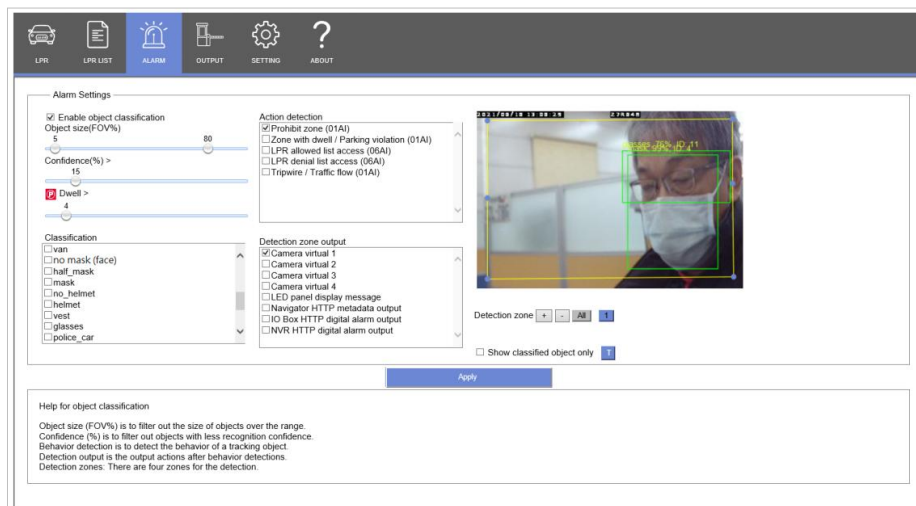 LPR
LPR LIST
ALARM
OUTPUT
SETTING
ABOUT
Alarm Settings
Enable object classification
Object size(FOV%)
5
80
Confidence(%) >
15
P Dwell >
4
Classification
van
no mask (face)
half_mask
mask
no_helmet
helmet
vest
glasses
police_car
Action detection
Prohibit zone (01AI)
Zone with dwell / Parking violation (01AI)
LPR allowed list access (06AI)
LPR denial list access (06AI)
Tripwire / Traffic flow (01AI)
Detection zone output
Camera virtual 1
Camera virtual 2
Camera virtual 3
Camera virtual 4
LED panel display message
Navigator HTTP metadata output
IO Box HTTP digital alarm output
NVR HTTP digital alarm output
Detection zone + - All 1
Show classified object only T
Apply
Help for object classification
Object size (FOV%) is to filter out the size of objects over the range.
Confidence (%) is to filter out objects with less recognition confidence.
Behavior detection is to detect the behavior of a tracking object.
Detection output is the output actions after behavior detections.
Detection zones: There are four zones for the detection.